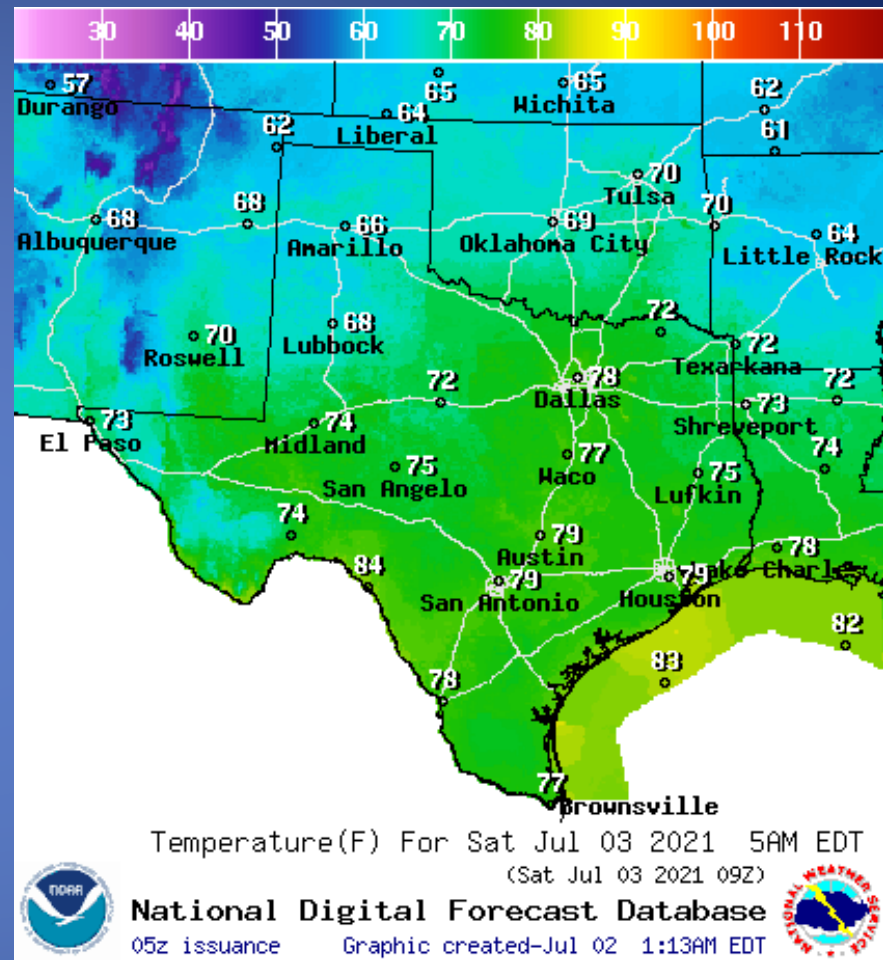 30 40 50 60 70 80 90 100 110
57
Durango
65
65
Wichita
62
64
Liberal
62
61
70
Tulsa
68
Albuquerque
68
66
Amarillo
69
Oklahoma City
70
64
Little Rock
70
Roswell
68
Lubbock
72
72
Texarkana
78
Dallas
72
73
Shreveport
72
73
El Paso
74
Midland
75
San Angelo
77
Waco
75
Lufkin
74
74
79
Austin
78
Lake Charles
84
79
San Antonio
79
Houston
82
83
78
77
Brownsville
Temperature(F) For Sat Jul 03 2021 5AM EDT
(Sat Jul 03 2021 09Z)
NOAA
National Digital Forecast Database
05z issuance Graphic created-Jul 02 1:13AM EDT
NATIONAL WEATHER SERVICE